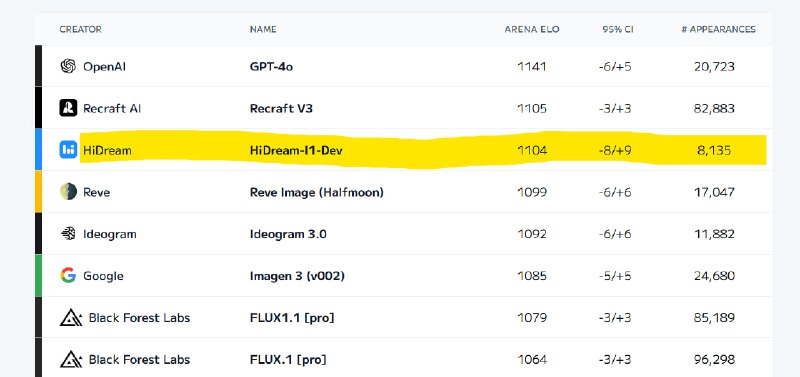 CREATOR NAME ARENA ELO 95% CI # APPEARANCES
OpenAI GPT-4o 1141 -6/+5 20,723
Recraft AI Recraft V3 1105 -3/+3 82,883
HiDream HiDream-I1-Dev 1104 -8/+9 8,135
Reve Reve Image (Halfmoon) 1099 -6/+6 17,047
Ideogram Ideogram 3.0 1092 -6/+6 11,882
Google Imagen 3 (v002) 1085 -5/+5 24,680
Black Forest Labs FLUX1.1 [pro] 1079 -3/+3 85,189
Black Forest Labs FLUX.1 [pro] 1064 -3/+3 96,298